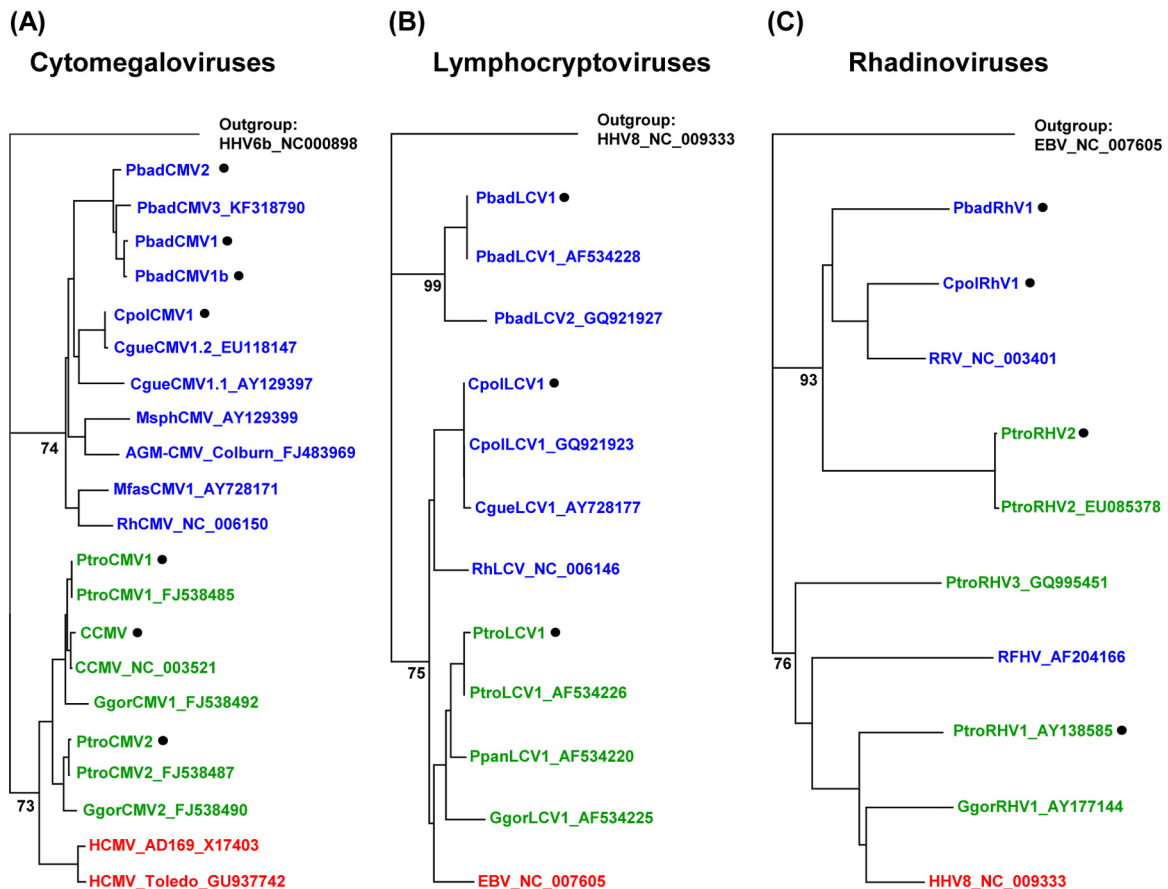 (A)
Cytomegaloviruses
Outgroup:
HHV6b_NC000898
PbadCMV2
PbadCMV3_KF318790
PbadCMV1
PbadCMV1b
CpolCMV1
CgueCMV1.2_EU118147
CgueCMV1.1_AY129397
MsphCMV_AY129399
74
AGM-CMV_Colburn_FJ483969
MfasCMV1_AY728171
RhCMV_NC_006150
PtroCMV1
PtroCMV1_FJ538485
CCMV
CCMV_NC_003521
GgorCMV1_FJ538492
PtroCMV2
PtroCMV2_FJ538487
73
GgorCMV2_FJ538490
HCMV_AD169_X17403
HCMV_Toledo_GU937742
(B)
Lymphocryptoviruses
Outgroup:
HHV8_NC_009333
PbadLCV1
PbadLCV1_AF534228
99
PbadLCV2_GQ921927
CpolLCV1
CpolLCV1_GQ921923
CgueLCV1_AY728177
RhLCV_NC_006146
PtroLCV1
75
PtroLCV1_AF534226
PpanLCV1_AF534220
GgorLCV1_AF534225
EBV_NC_007605
(C)
Rhadinoviruses
Outgroup:
EBV_NC_007605
PbadRhV1
CpolRhV1
RRV_NC_003401
93
PtroRHV2
PtroRHV2_EU085378
PtroRHV3_GQ995451
RFHV_AF204166
76
PtroRHV1_AY138585
GgorRHV1_AY177144
HHV8_NC_009333